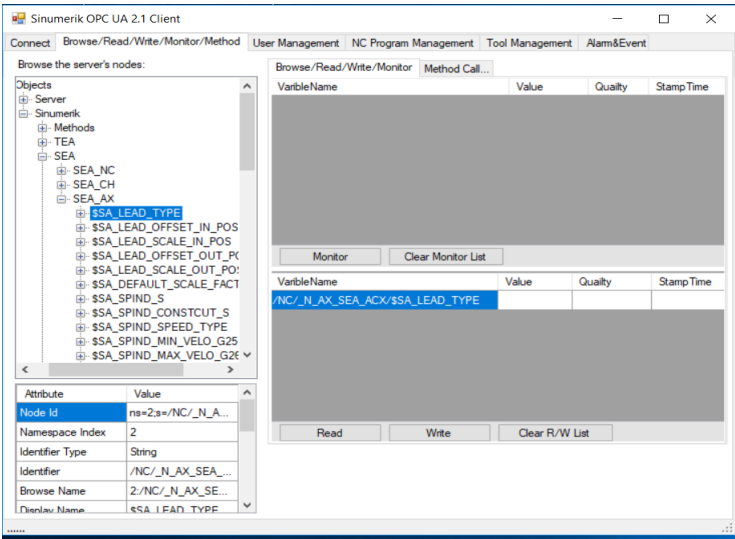 Sinumerik OPC UA 2.1 Client
Connect Browse/Read/Write/Monitor/Method User Management NC Program Management Tool Management Alarm&Event
Browse the server's nodes:
Objects
Server
Sinumerik
Methods
TEA
SEA
SEA_NC
SEA_CH
SEA_AX
$SA_LEAD_TYPE
$SA_LEAD_OFFSET_IN_POS
$SA_LEAD_SCALE_IN_POS
$SA_LEAD_OFFSET_OUT_PO
$SA_LEAD_SCALE_OUT_POS
$SA_DEFAULT_SCALE_FACT
$SA_SPIND_S
$SA_SPIND_CONSTCUT_S
$SA_SPIND_SPEED_TYPE
$SA_SPIND_MIN_VELO_G25
$SA_SPIND_MAX_VELO_G26
Attribute Value
Node Id ns=2;s=/NC/_N_A...
Namespace Index 2
Identifier Type String
Identifier /NC/_N_AX_SEA_...
Browse Name 2:/NC/_N_AX_SE...
Display Name $SA_LEAD_TYPE
Browse/Read/Write/Monitor Method Call...
VaribleName Value Quailty StampTime
Monitor Clear Monitor List
VaribleName Value Quailty StampTime
/NC/_N_AX_SEA_ACX/$SA_LEAD_TYPE
Read Write Clear R/W List
......